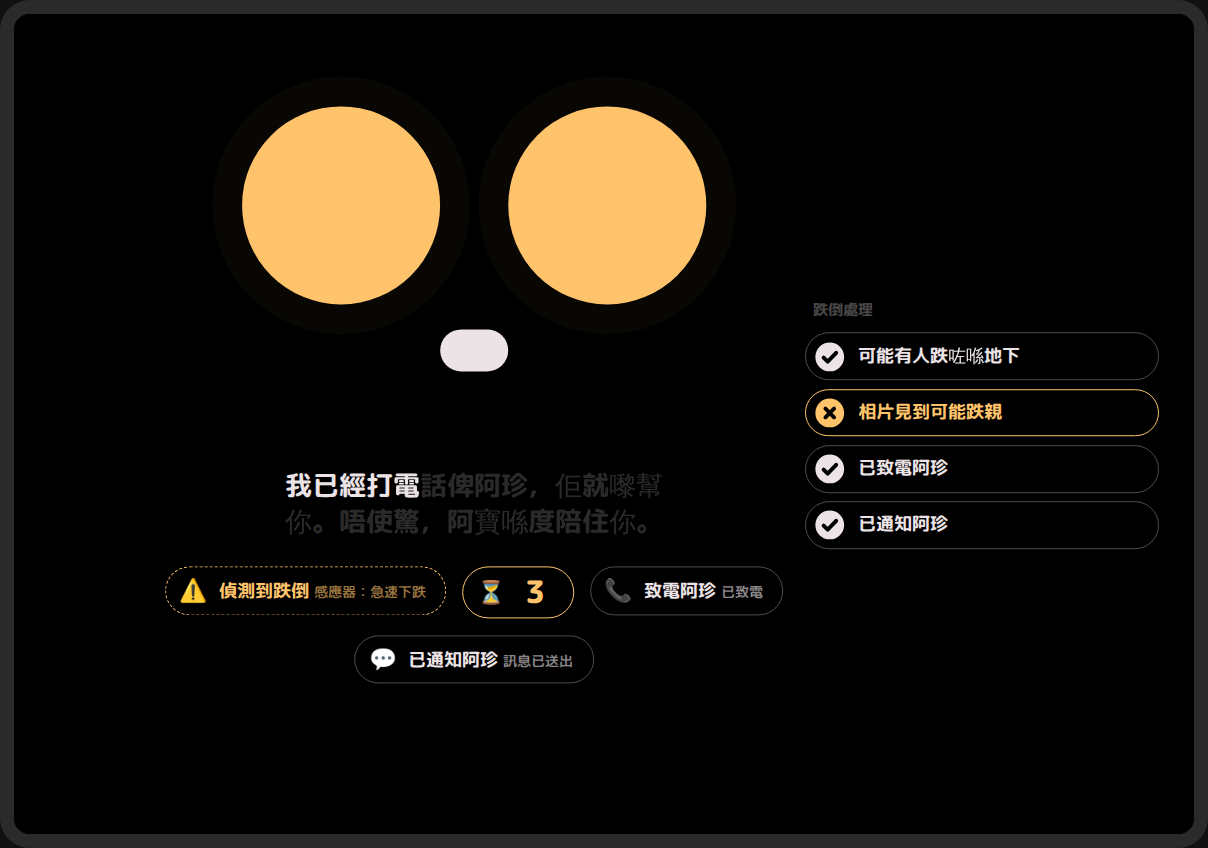 跌倒處理
可能有人跌咗喺地下
相片見到可能跌親
已致電阿珍
已通知阿珍
我已經打電話俾阿珍，佢就嚟幫
你。唔使驚，阿寶喺度陪住你。
偵測到跌倒 感應器：急速下跌
3
致電阿珍 已致電
已通知阿珍 訊息已送出